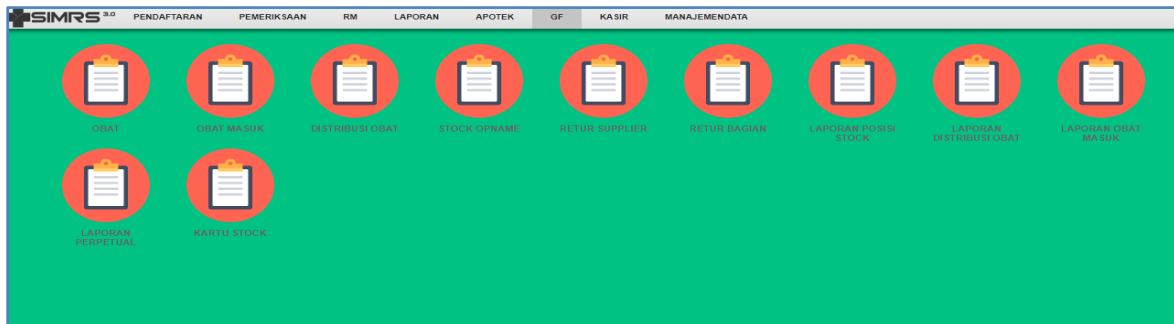 SIMRS 3.0 PENDAFTARAN PEMERIKSAAN RM LAPORAN APOTEK GF KASIR MANAJEMENDATA
OBAT OBAT MASUK DISTRIBUSI OBAT STOCK OPNAME RETUR SUPPLIER RETUR BAGIAN LAPORAN POSISI LAPORAN LAPORAN OBAT
STOCK DISTRIBUSI OBAT MASUK
LAPORAN KARTU STOCK
PERPETUAL